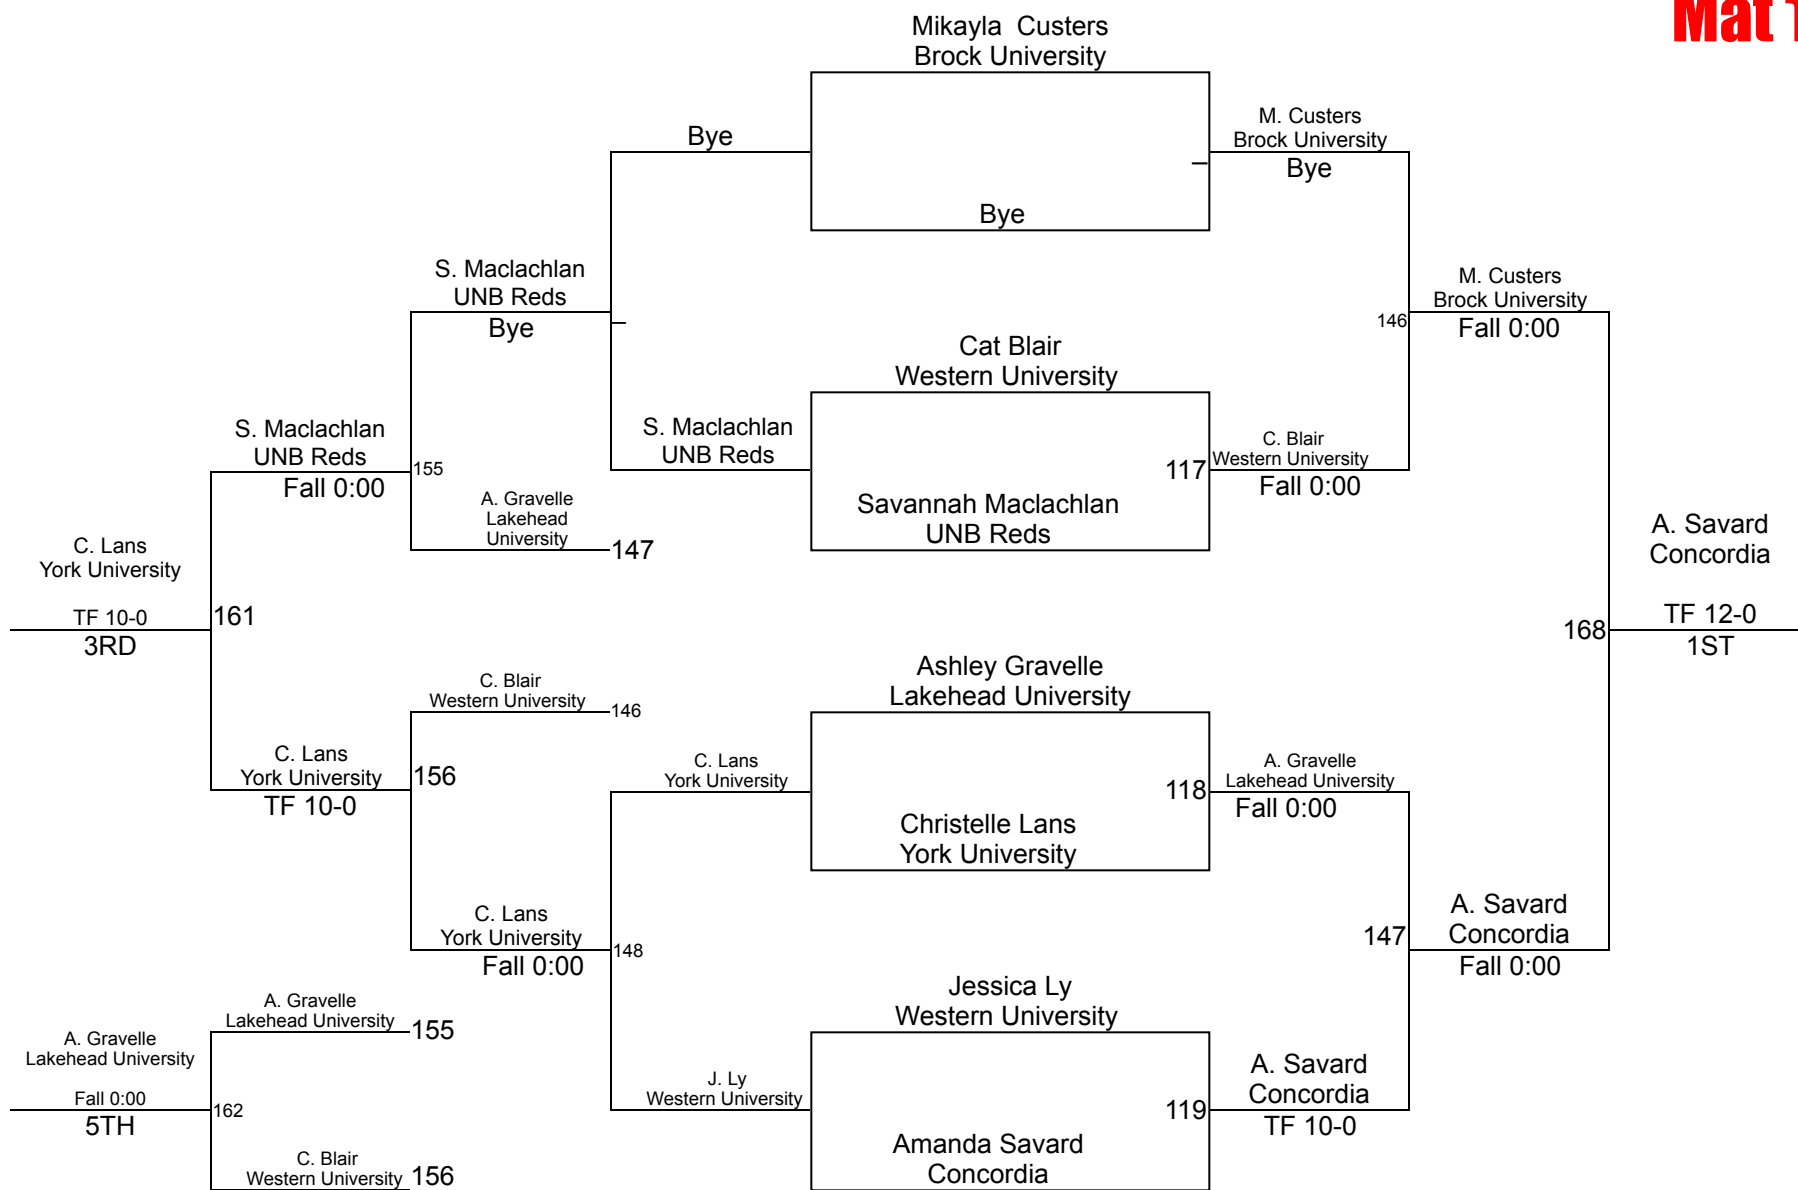 Mat 1
Mikayla  Custers
Brock University
Bye
M. Custers
Brock University
Bye
Bye
S. Maclachlan
UNB Reds
Bye
M. Custers
Brock University
Fall 0:00
146
Cat Blair
Western University
S. Maclachlan
UNB Reds
Fall 0:00
155
S. Maclachlan
UNB Reds
117
C. Blair
Western University
Fall 0:00
Savannah Maclachlan
UNB Reds
A. Gravelle
Lakehead
University
147
C. Lans
York University
TF 10-0
3RD
161
A. Savard
Concordia
TF 12-0
1ST
168
C. Blair
Western University
146
Ashley Gravelle
Lakehead University
C. Lans
York University
TF 10-0
156
C. Lans
York University
118
A. Gravelle
Lakehead University
Fall 0:00
Christelle Lans
York University
C. Lans
York University
Fall 0:00
148
147
A. Savard
Concordia
Fall 0:00
Jessica Ly
Western University
A. Gravelle
Lakehead University
155
A. Gravelle
Lakehead University
Fall 0:00
5TH
162
J. Ly
Western University
119
A. Savard
Concordia
TF 10-0
Amanda Savard
Concordia
C. Blair
Western University
156